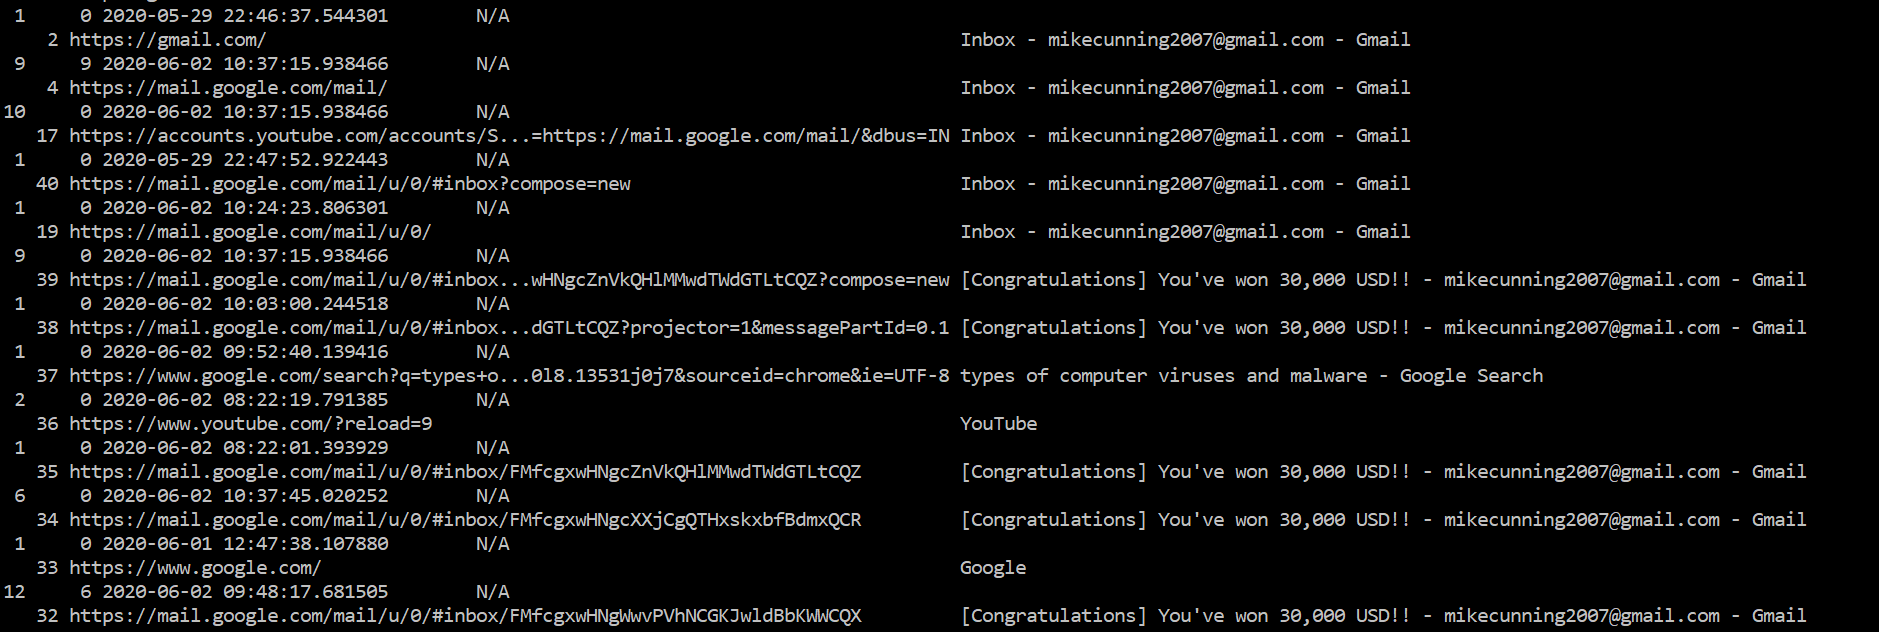 1 0 2020-05-29 22:46:37.544301 N/A
2 https://gmail.com/ Inbox - mikecunning2007@gmail.com - Gmail
9 9 2020-06-02 10:37:15.938466 N/A
4 https://mail.google.com/mail/ Inbox - mikecunning2007@gmail.com - Gmail
10 0 2020-06-02 10:37:15.938466 N/A
17 https://accounts.youtube.com/accounts/S...=https://mail.google.com/mail/&dbus=IN Inbox - mikecunning2007@gmail.com - Gmail
1 0 2020-05-29 22:47:52.922443 N/A
40 https://mail.google.com/mail/u/0/#inbox?compose=new Inbox - mikecunning2007@gmail.com - Gmail
1 0 2020-06-02 10:24:23.806301 N/A
19 https://mail.google.com/mail/u/0/ Inbox - mikecunning2007@gmail.com - Gmail
9 0 2020-06-02 10:37:15.938466 N/A
39 https://mail.google.com/mail/u/0/#inbox...wHNgcZnVkQHlMMwdTWdGTLtCQZ?compose=new [Congratulations] You've won 30,000 USD!! - mikecunning2007@gmail.com - Gmail
1 0 2020-06-02 10:03:00.244518 N/A
38 https://mail.google.com/mail/u/0/#inbox...dGTLtCQZ?projector=1&messagePartId=0.1 [Congratulations] You've won 30,000 USD!! - mikecunning2007@gmail.com - Gmail
1 0 2020-06-02 09:52:40.139416 N/A
37 https://www.google.com/search?q=types+o...0l8.13531j0j7&sourceid=chrome&ie=UTF-8 types of computer viruses and malware - Google Search
2 0 2020-06-02 08:22:19.791385 N/A
36 https://www.youtube.com/?reload=9 YouTube
1 0 2020-06-02 08:22:01.393929 N/A
35 https://mail.google.com/mail/u/0/#inbox/FMfcgxwHNgcZnVkQHlMMwdTWdGTLtCQZ [Congratulations] You've won 30,000 USD!! - mikecunning2007@gmail.com - Gmail
6 0 2020-06-02 10:37:45.020252 N/A
34 https://mail.google.com/mail/u/0/#inbox/FMfcgxwHNgcXXjCgQTHxskxbfBdmxQCR [Congratulations] You've won 30,000 USD!! - mikecunning2007@gmail.com - Gmail
1 0 2020-06-01 12:47:38.107880 N/A
33 https://www.google.com/ Google
12 6 2020-06-02 09:48:17.681505 N/A
32 https://mail.google.com/mail/u/0/#inbox/FMfcgxwHNgWwvPVhNCGKJwldBbKWWCQX [Congratulations] You've won 30,000 USD!! - mikecunning2007@gmail.com - Gmail